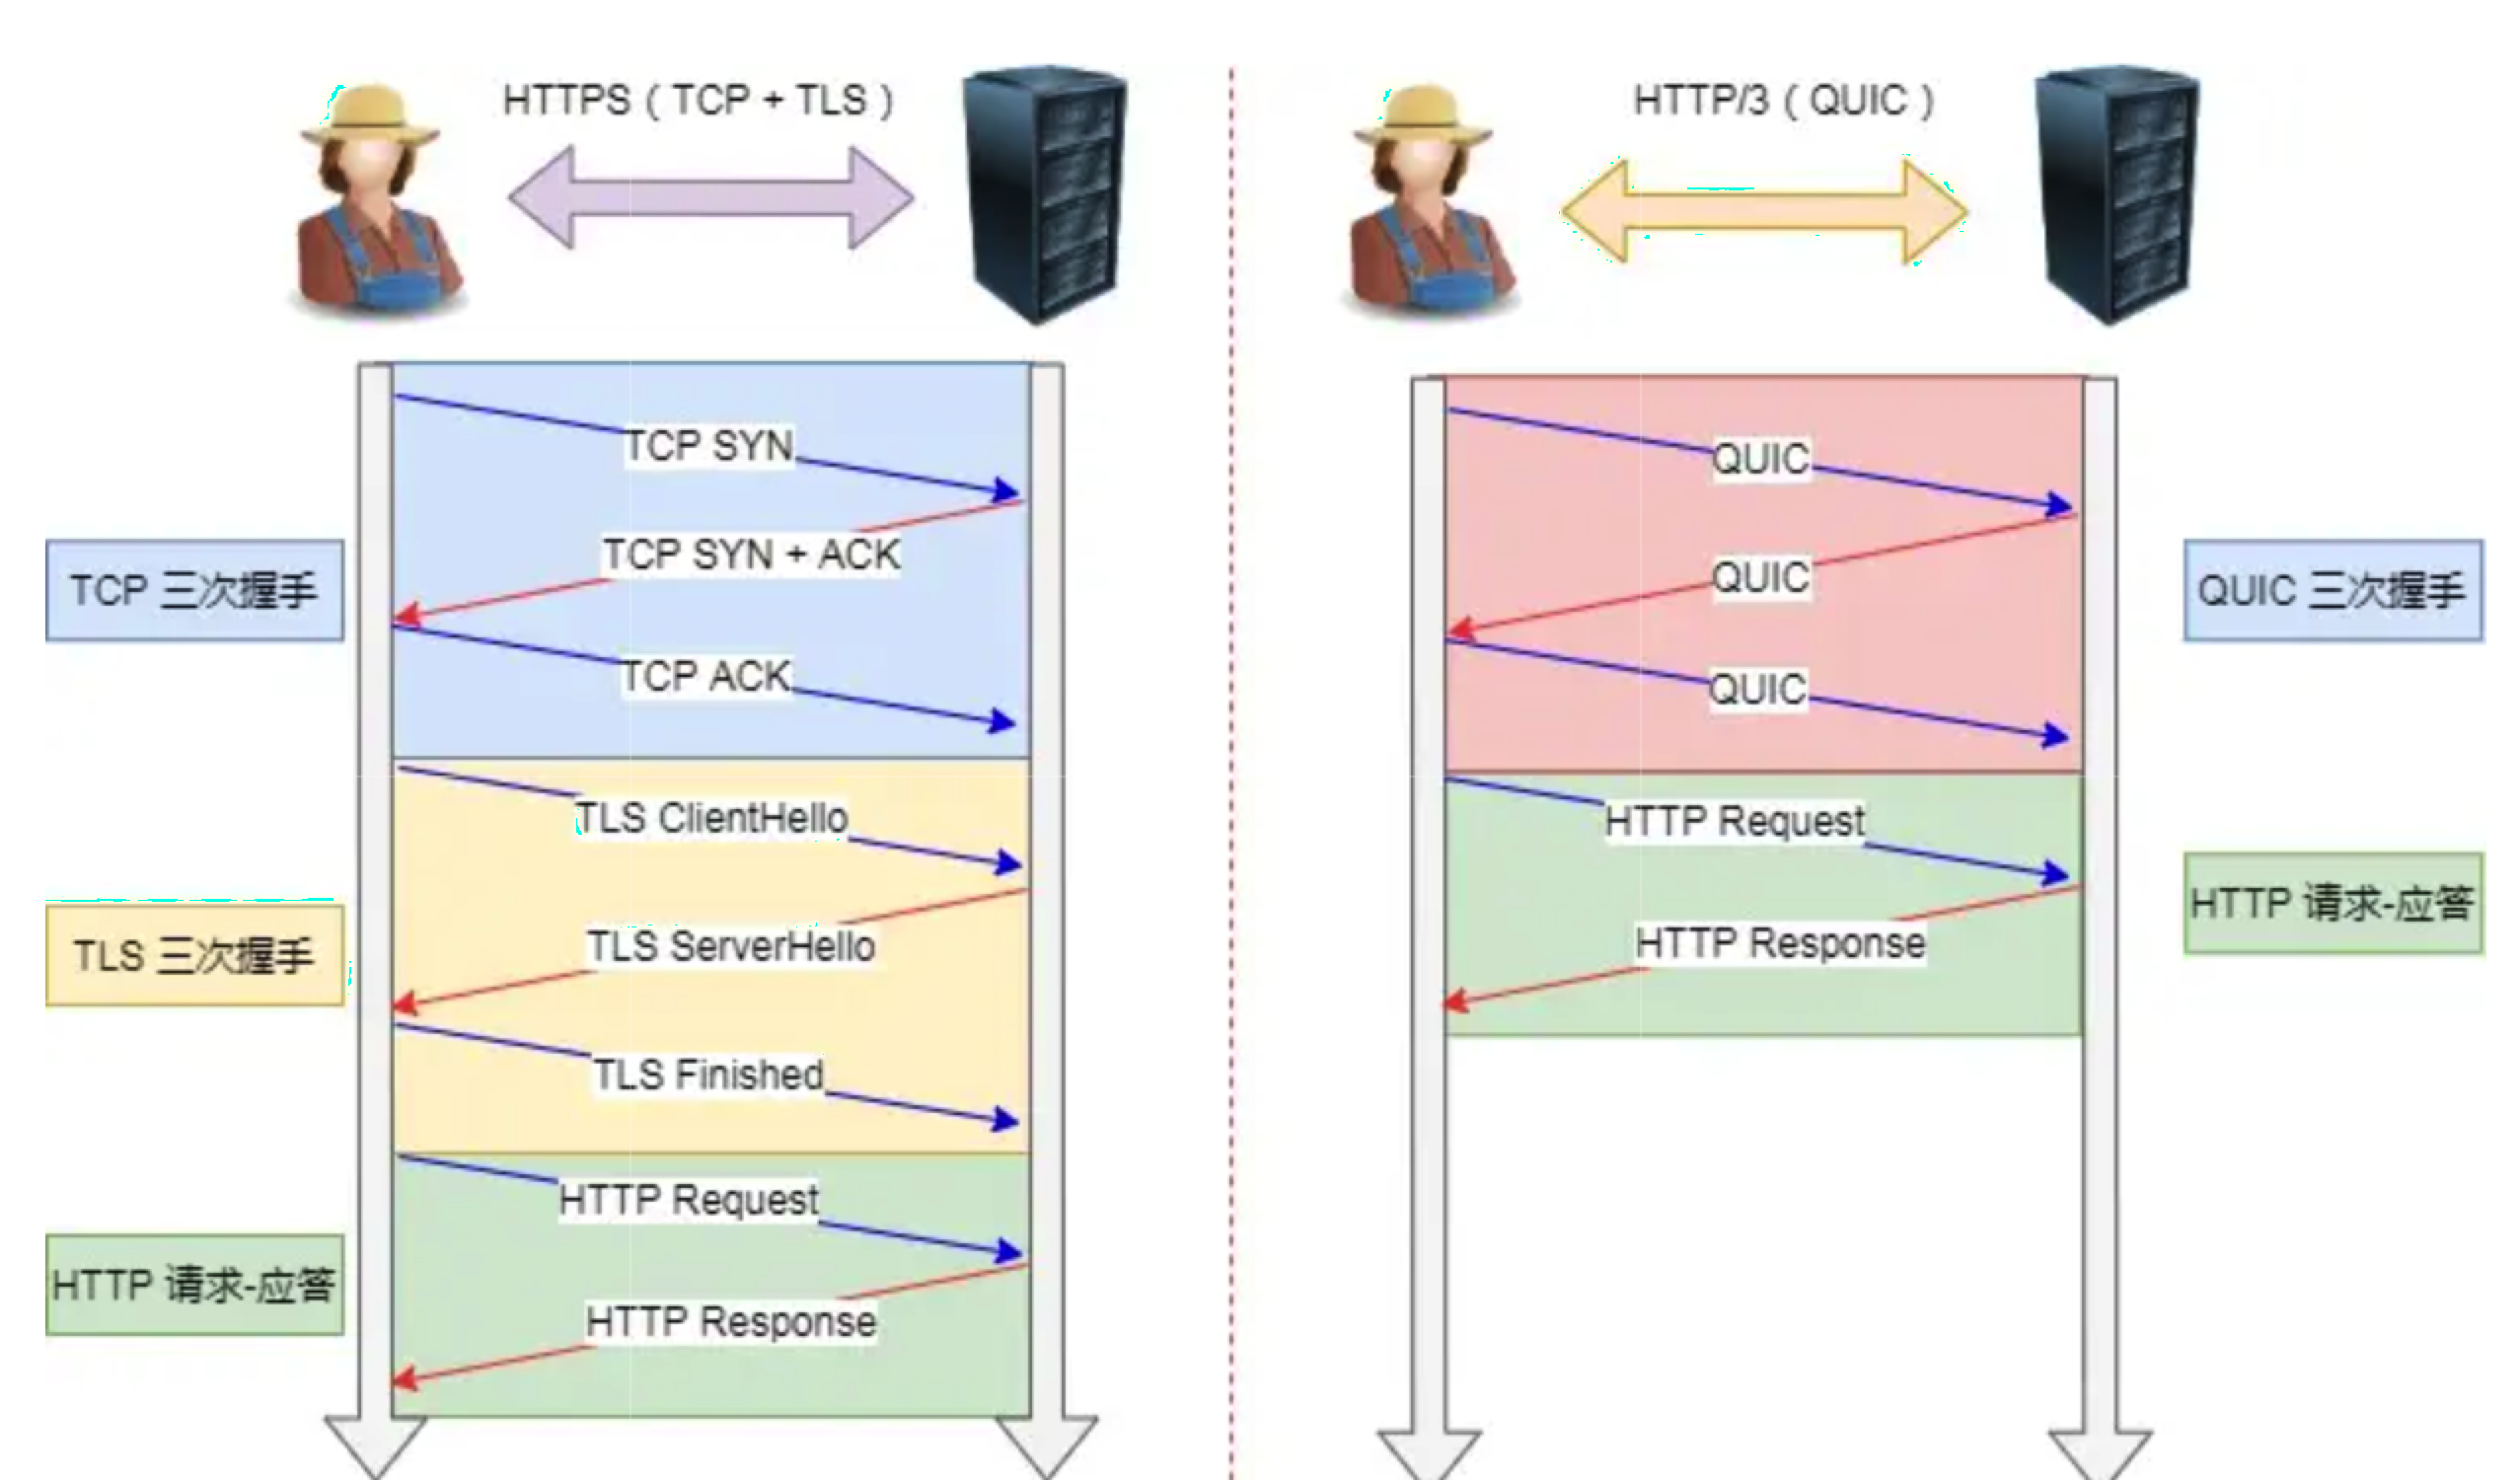 HTTPS ( TCP + TLS )
TCP SYN
TCP SYN + ACK
TCP 三次握手
TCP ACK
TLS ClientHello
TLS ServerHello
TLS 三次握手
TLS Finished
HTTP Request
HTTP 请求-应答
HTTP Response
HTTP/3 ( QUIC )
QUIC
QUIC
QUIC 三次握手
QUIC
HTTP Request
HTTP 请求-应答
HTTP Response